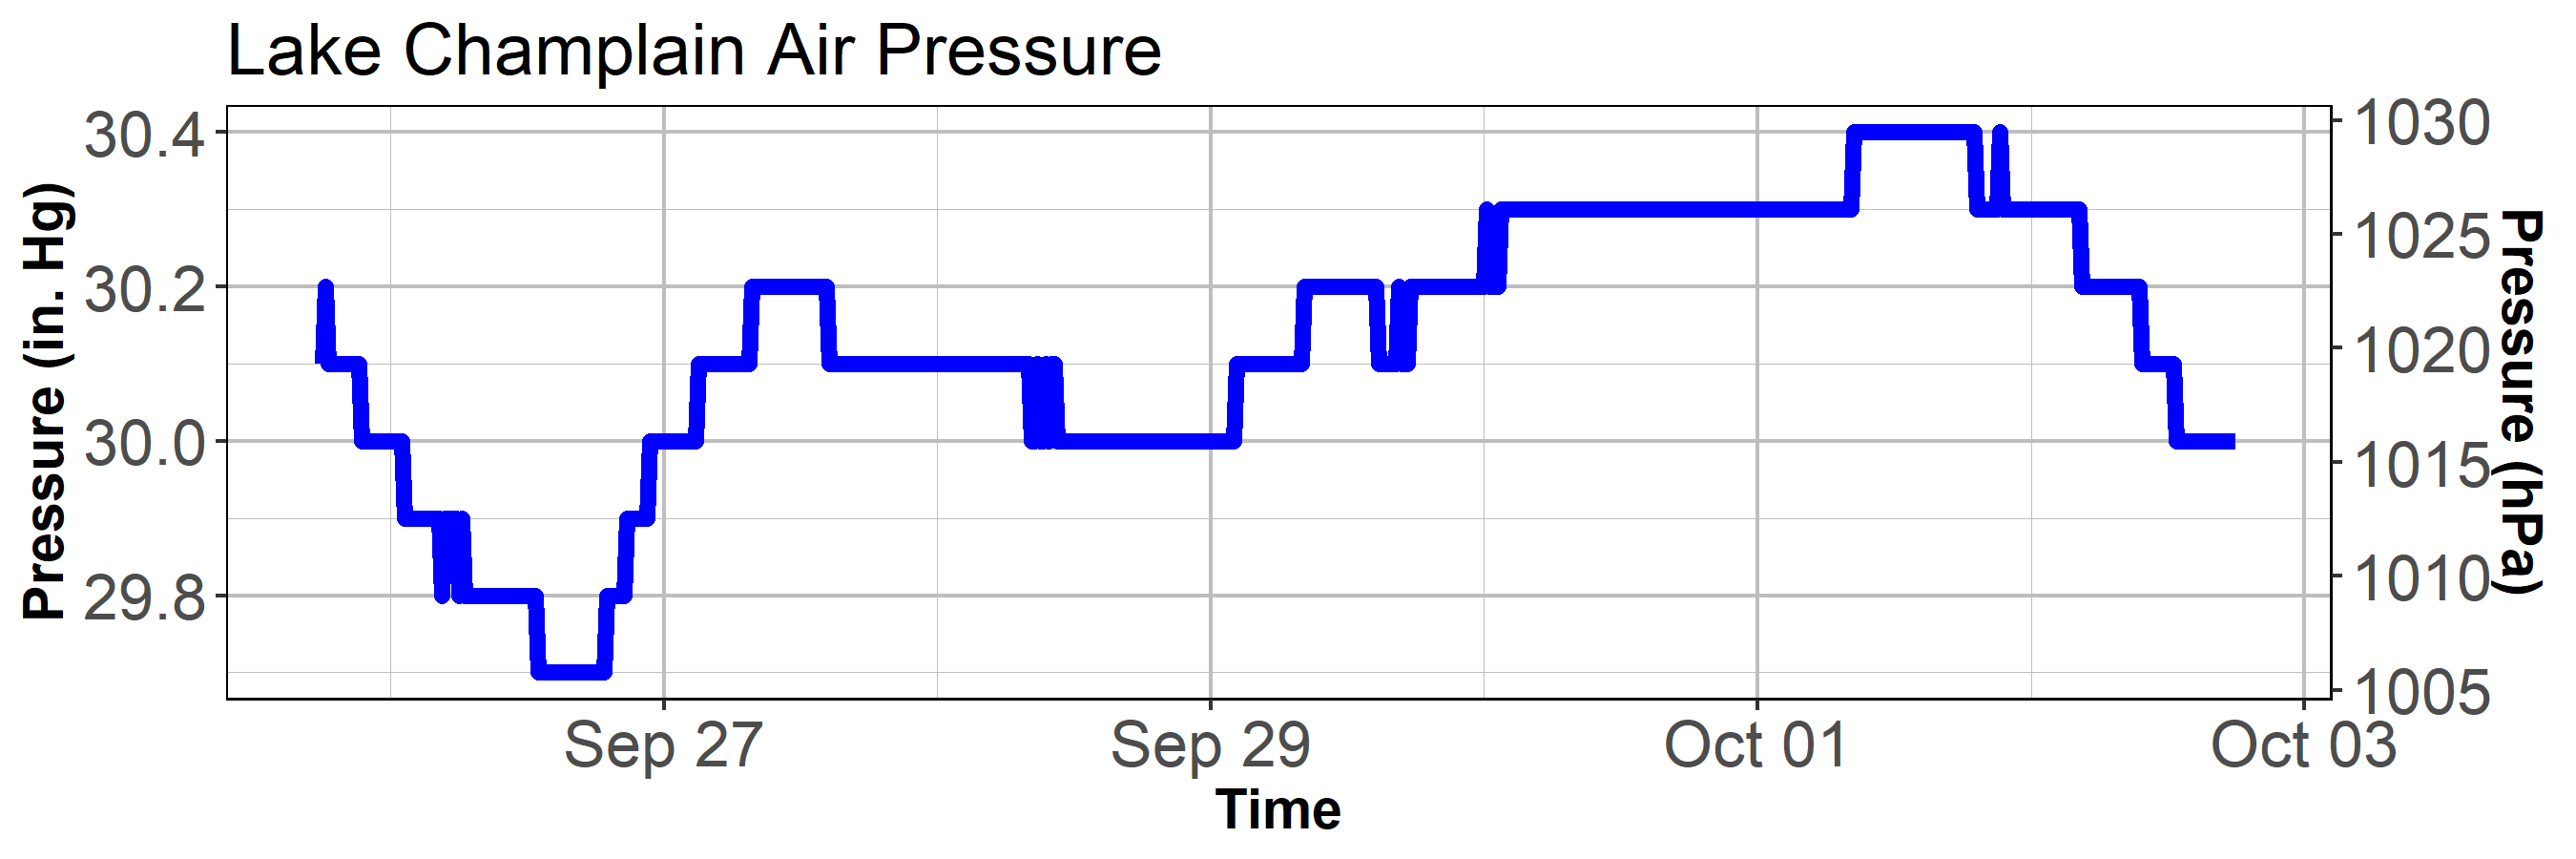 Lake Champlain Air Pressure
Pressure (in. Hg)
30.4
30.2
30.0
29.8
1030
1025
1020
1015
1010
1005
Pressure (hPa)
Sep 27
Sep 29
Oct 01
Oct 03
Time